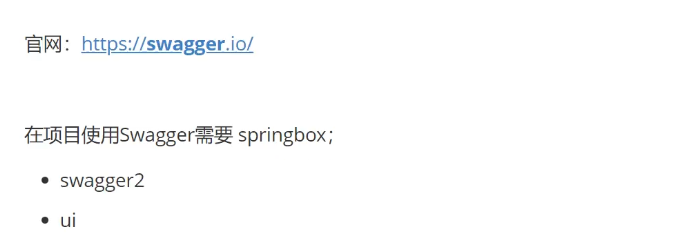 官网：https://swagger.io/
在项目使用Swagger需要 springbox；
swagger2
ui